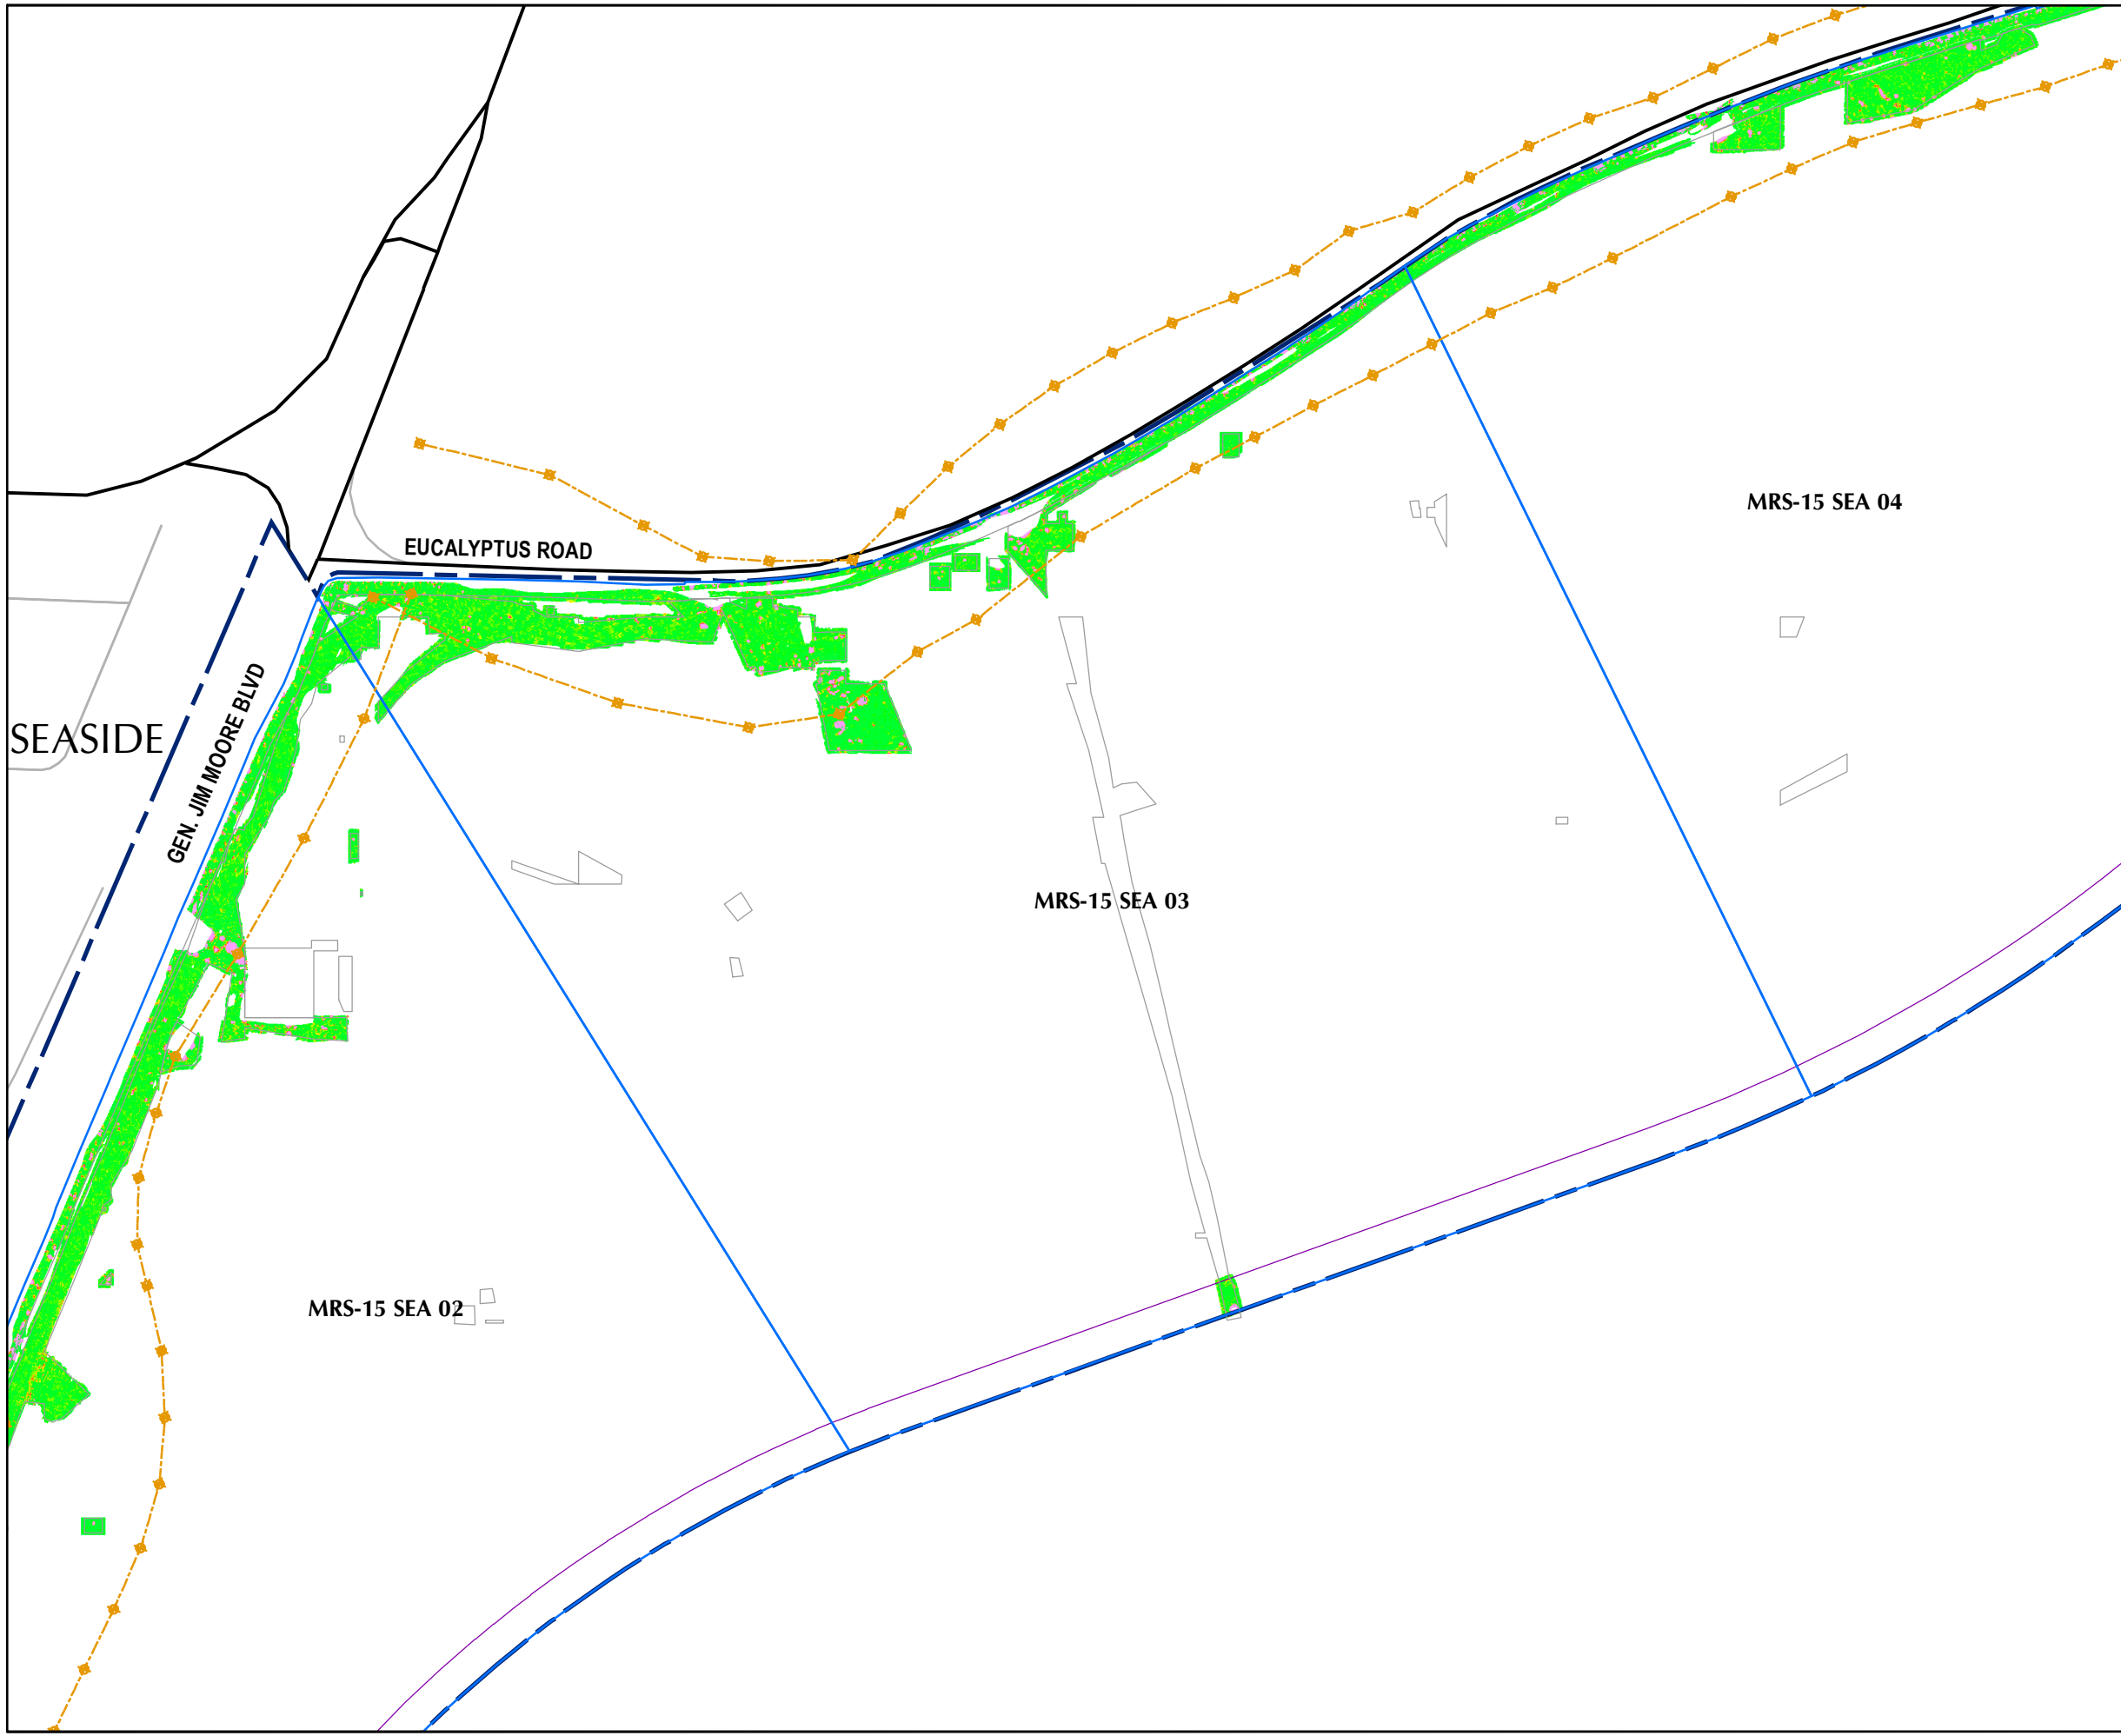 MRS-15 SEA 04
EUCALYPTUS ROAD
SEASIDE
GEN. JIM MOORE BLVD
MRS-15 SEA 03
MRS-15 SEA 02